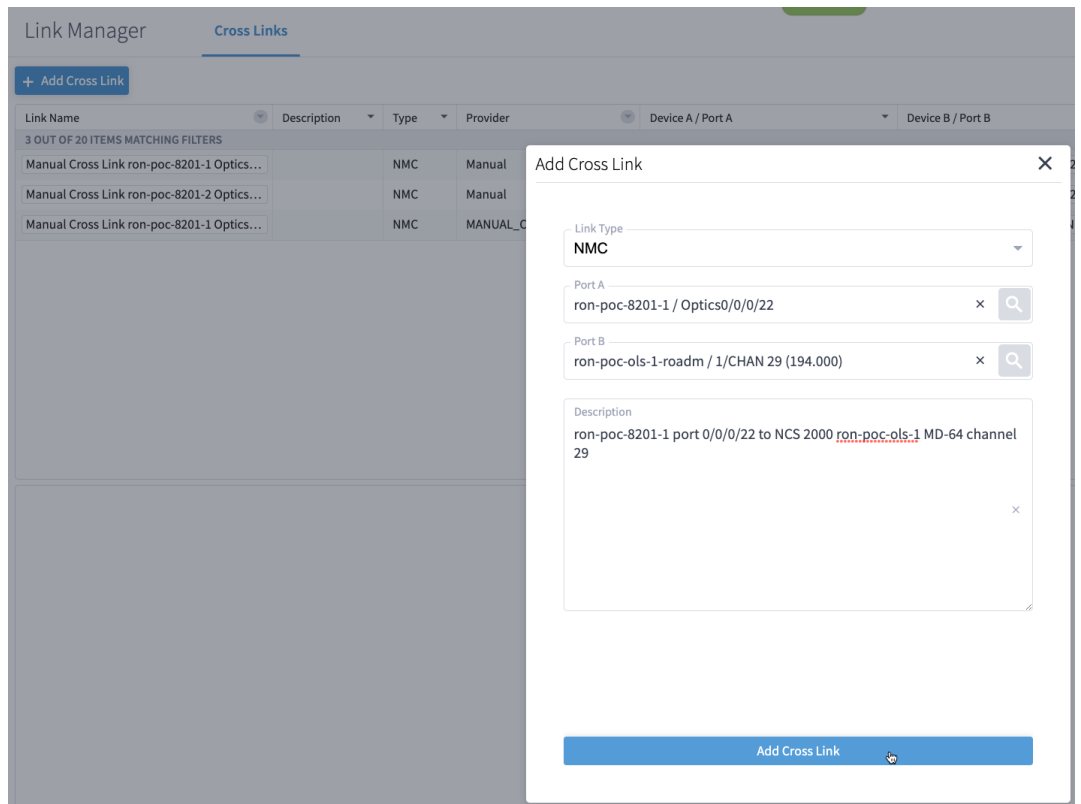 Link Manager
Cross Links
+ Add Cross Link
Link Name Description Type Provider Device A / Port A Device B / Port B
3 OUT OF 20 ITEMS MATCHING FILTERS
Manual Cross Link ron-poc-8201-1 Optics... NMC Manual
Manual Cross Link ron-poc-8201-2 Optics... NMC Manual
Manual Cross Link ron-poc-8201-1 Optics... NMC MANUAL_C
Add Cross Link
Link Type
NMC
Port A
ron-poc-8201-1 / Optics0/0/0/22
Port B
ron-poc-ols-1-roadm / 1/CHAN 29 (194.000)
Description
ron-poc-8201-1 port 0/0/0/22 to NCS 2000 ron-poc-ols-1 MD-64 channel
29
Add Cross Link